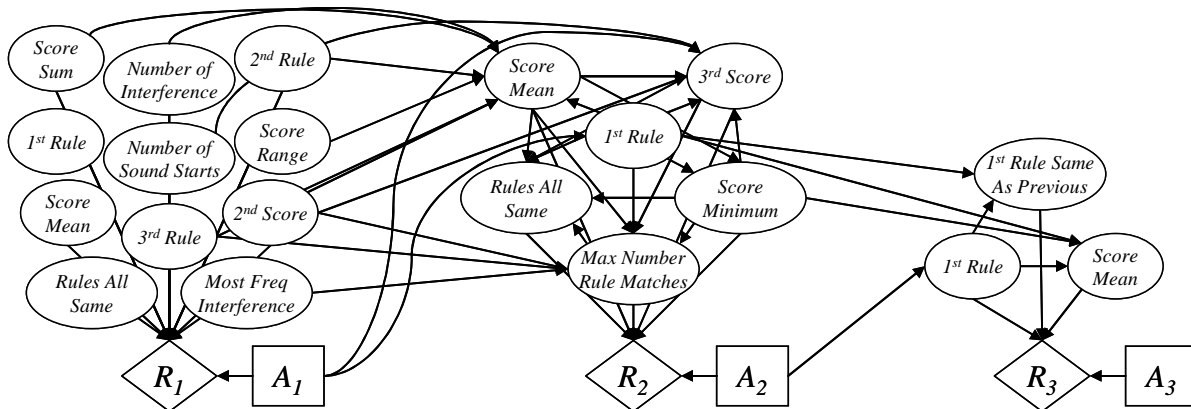 Score
Sum
Number of
Interference
2nd Rule
1st Rule
Number of
Sound Starts
Score
Range
Score
Mean
3rd Rule
2nd Score
Rules All
Same
Most Freq
Interference
R1
A1
Score
Mean
3rd Score
1st Rule
Rules All
Same
Score
Minimum
Max Number
Rule Matches
R2
A2
1st Rule Same
As Previous
1st Rule
Score
Mean
R3
A3